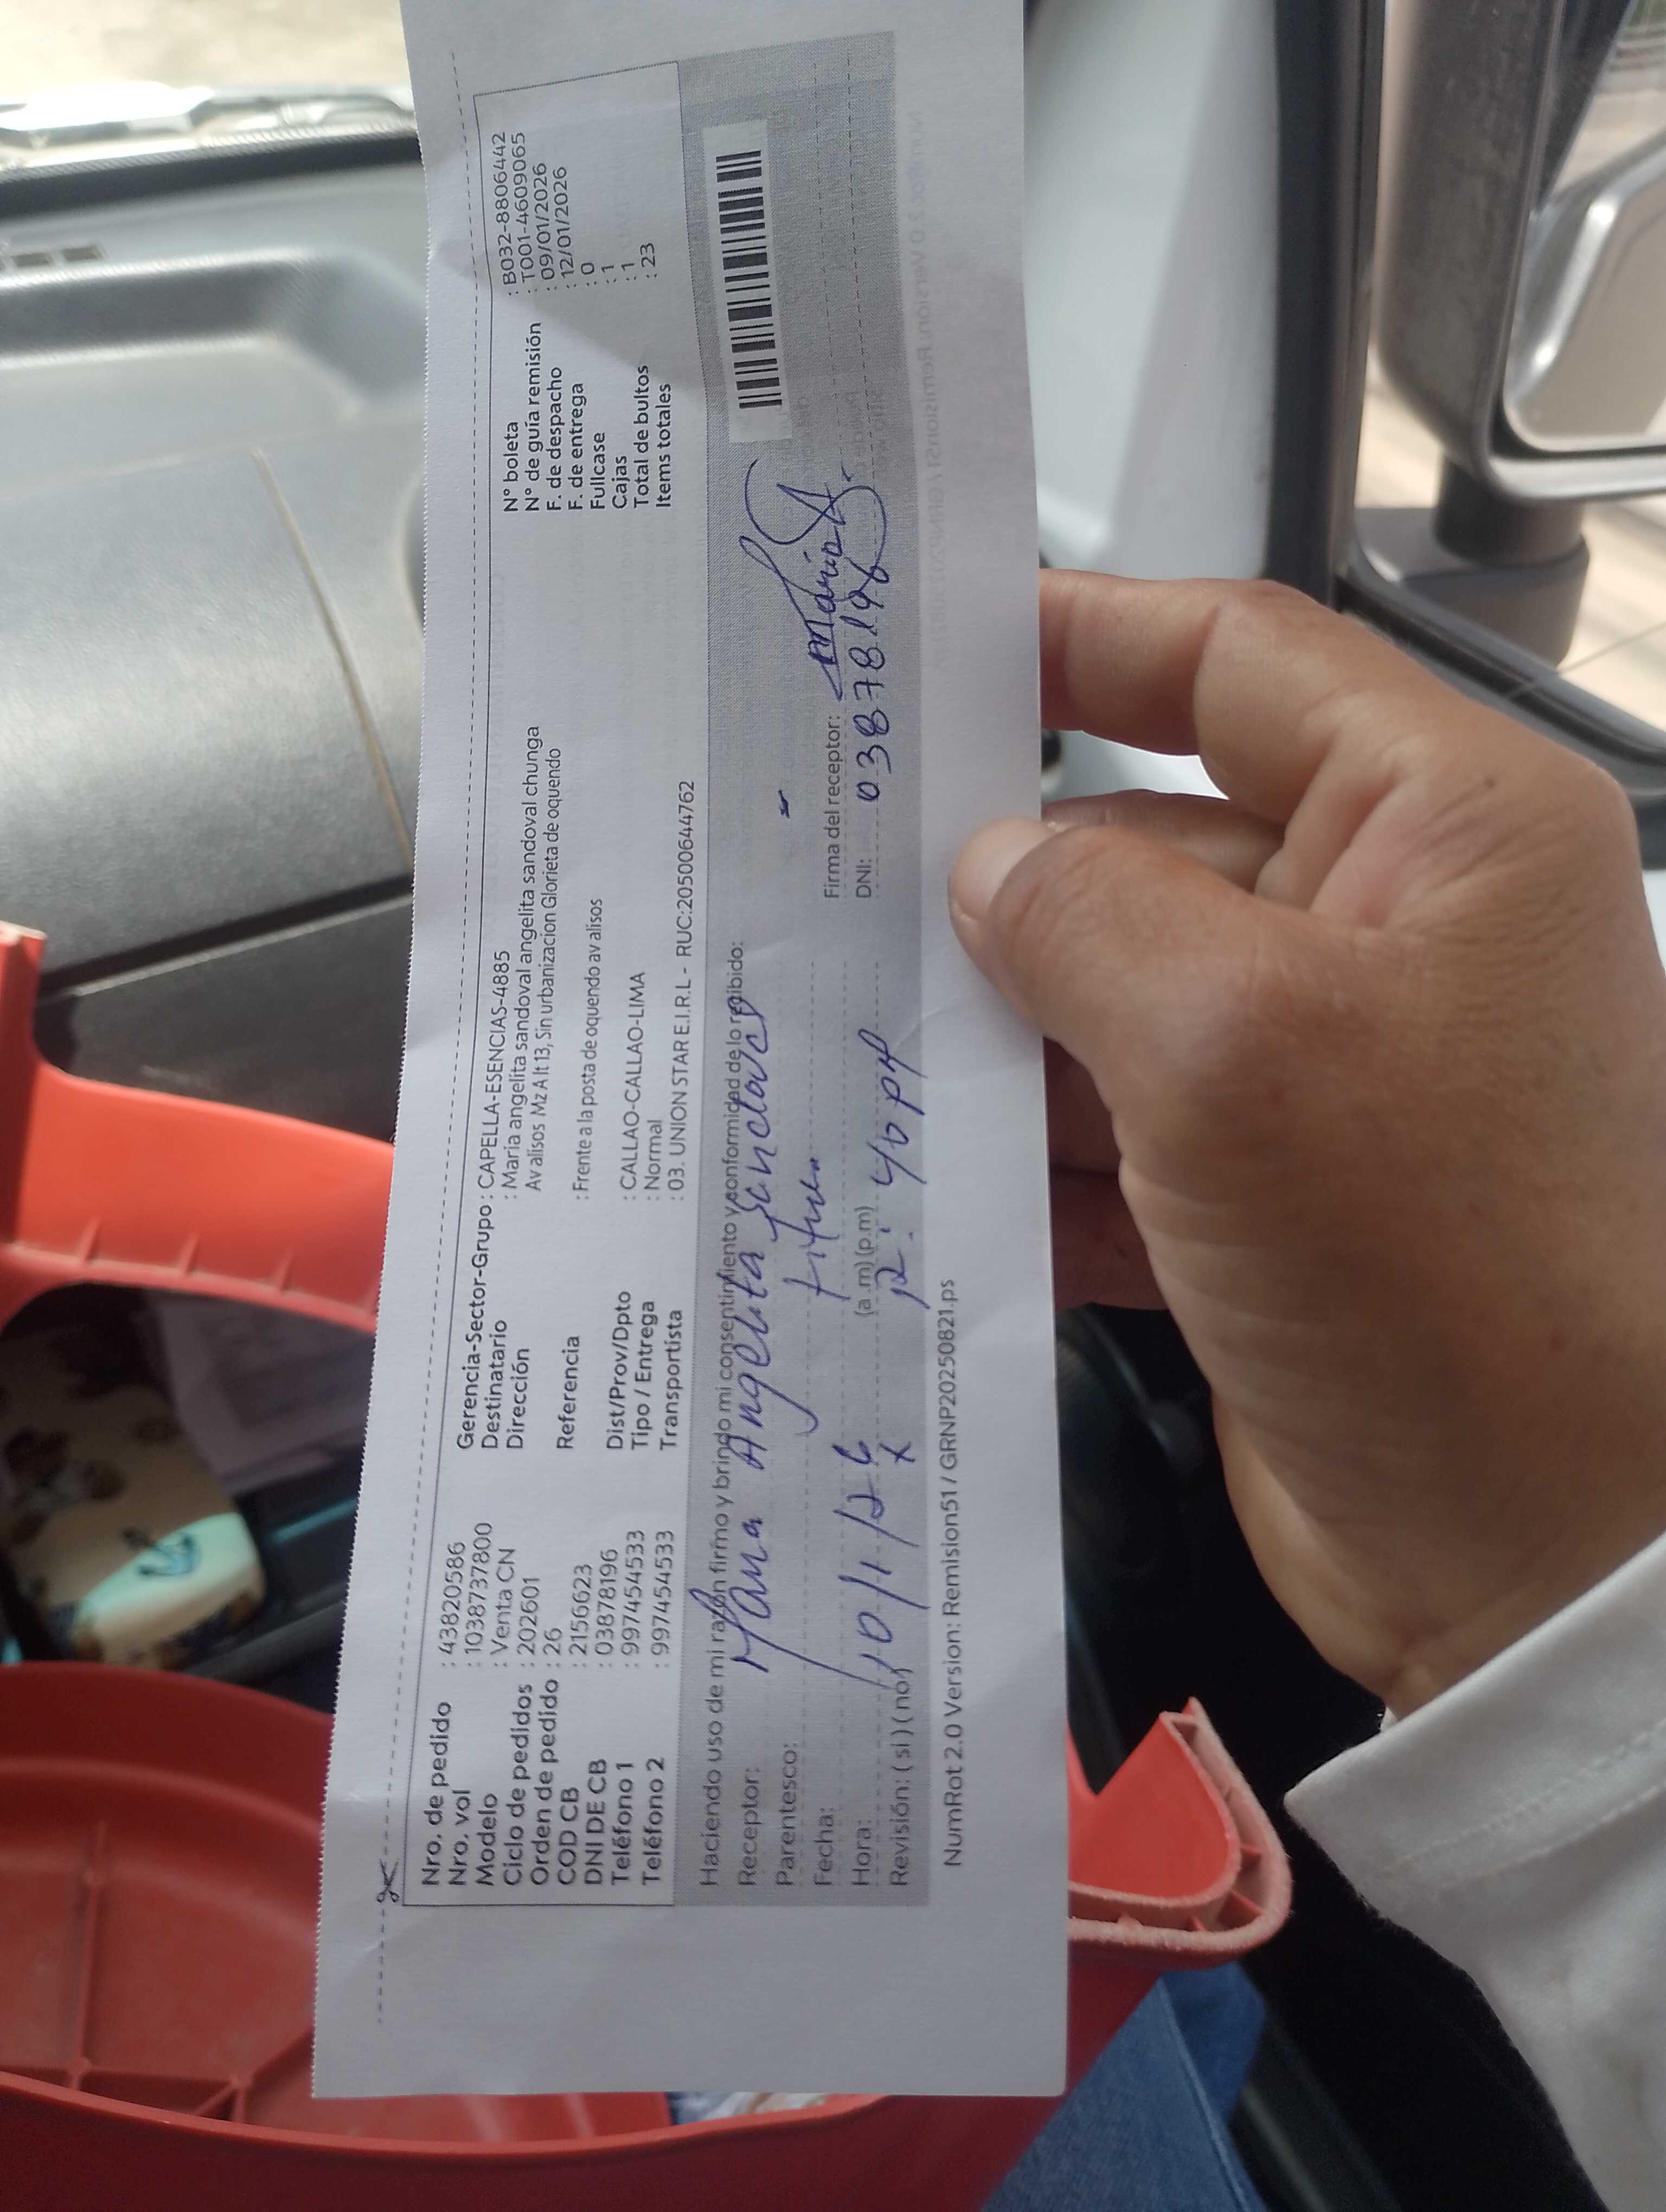 Nro. de pedido : 43820586
Nro. vol : 1038737800
Modelo : Venta CN
Ciclo de pedidos : 202601
Orden de pedido : 26
COD CB : 2156623
DNI DE CB : 03878196
Teléfono 1 : 997454533
Teléfono 2 : 997454533
Gerencia-Sector-Grupo : CAPELLA-ESENCIAS-4885
Destinatario : Maria angelita sandoval angelita sandoval chunga
Dirección Av alisos Mz A lt 13, Sin urbanizacion Glorieta de oquendo
Referencia : Frente a la posta de oquendo av alisos
Dist/Prov/Dpto : CALLAO-CALLAO-LIMA
Tipo / Entrega : Normal
Transportista : 03. UNION STAR E.I.R.L - RUC:20500644762
N° boleta : B032-8806442
N° de guía remisión : T001-4609065
F. de despacho : 09/01/2026
F. de entrega : 12/01/2026
Fullcase : 0
Cajas : 1
Total de bultos : 1
Items totales : 23
Haciendo uso de mi razón firmo y brindo mi consentimiento y conformidad de lo recibido:
Receptor: Maria Angelita Sandoval
Parentesco: titular
Fecha: 10/1/26
Hora: (a.m) (p.m) 12:40 pm
Revisión: ( si ) ( no ) x
Firma del receptor: Maria
DNI: 03878196
NumRot 2.0 Version: Remision51 / GRNP20250821.ps